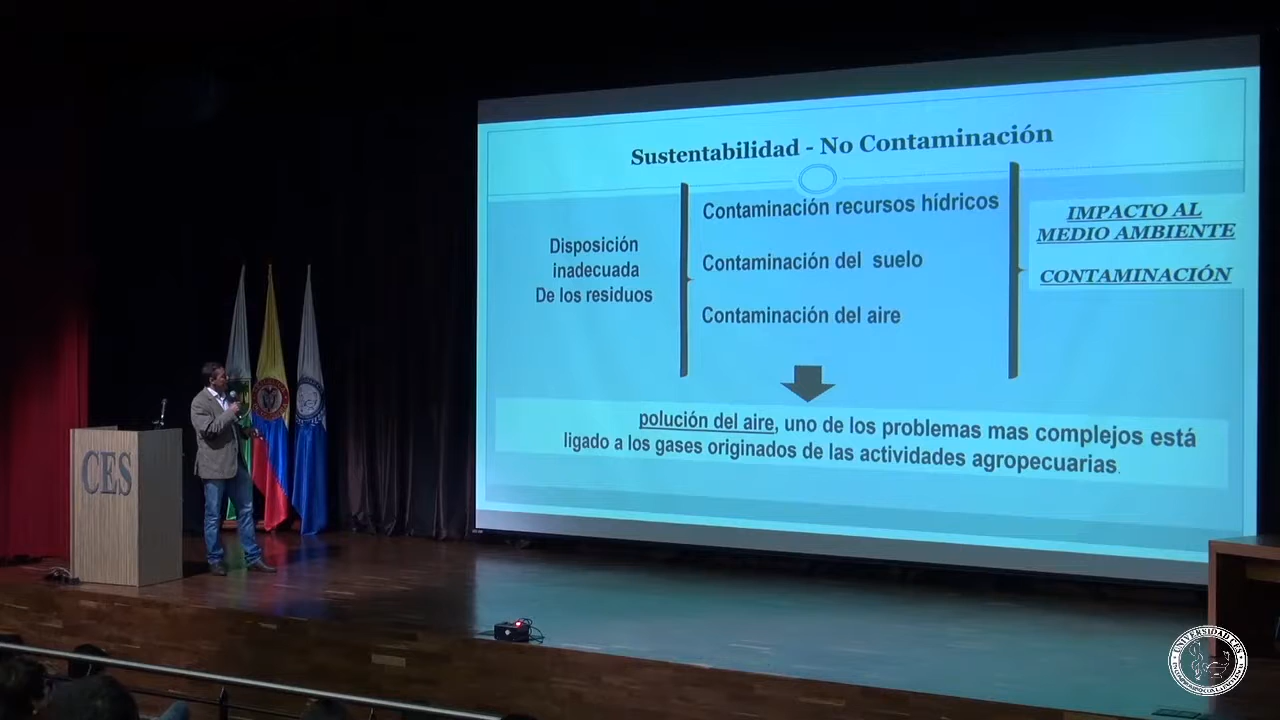 Sustentabilidad - No Contaminación
Disposición
inadecuada
De los residuos
Contaminación recursos hídricos
Contaminación del suelo
Contaminación del aire
IMPACTO AL
MEDIO AMBIENTE
CONTAMINACIÓN
polución del aire, uno de los problemas mas complejos está
ligado a los gases originados de las actividades agropecuarias.
CES
UNIVERSIDAD CES